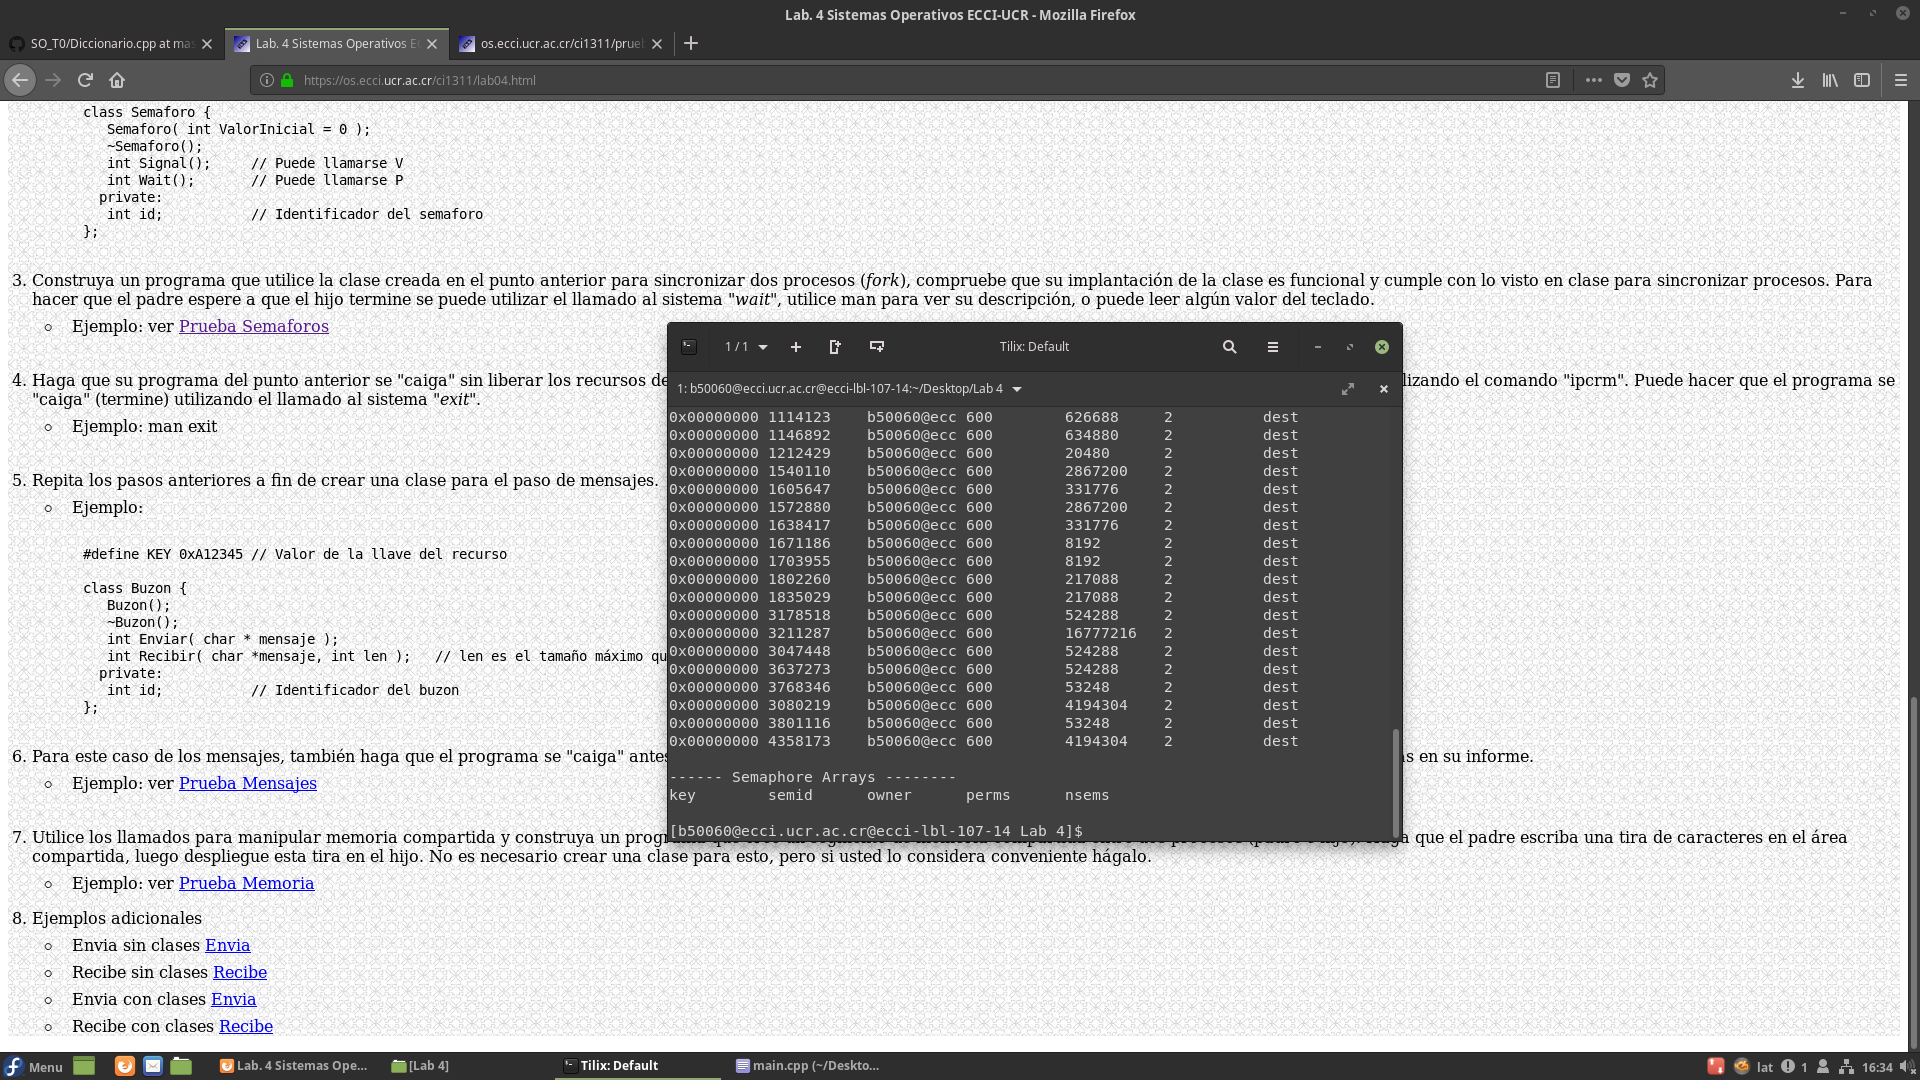 Lab. 4 Sistemas Operativos ECCI-UCR - Mozilla Firefox
SO_T0/Diccionario.cpp at mas
Lab. 4 Sistemas Operativos EC
os.ecci.ucr.ac.cr/ci1311/prue
https://os.ecci.ucr.ac.cr/ci1311/lab04.html
class Semaforo {
Semaforo( int ValorInicial = 0 );
~Semaforo();
int Signal();     // Puede llamarse V
int Wait();       // Puede llamarse P
private:
int id;           // Identificador del semaforo
};
3. Construya un programa que utilice la clase creada en el punto anterior para sincronizar dos procesos (fork), compruebe que su implantación de la clase es funcional y cumple con lo visto en clase para sincronizar procesos. Para
hacer que el padre espere a que el hijo termine se puede utilizar el llamado al sistema "wait", utilice man para ver su descripción, o puede leer algún valor del teclado.
Ejemplo: ver Prueba Semaforos
4. Haga que su programa del punto anterior se "caiga" sin liberar los recursos de
lizando el comando "ipcrm". Puede hacer que el programa se
"caiga" (termine) utilizando el llamado al sistema "exit".
Ejemplo: man exit
5. Repita los pasos anteriores a fin de crear una clase para el paso de mensajes.
Ejemplo:
#define KEY 0xA12345 // Valor de la llave del recurso
class Buzon {
Buzon();
~Buzon();
int Enviar( char * mensaje );
int Recibir( char *mensaje, int len );   // len es el tamaño máximo qu
private:
int id;           // Identificador del buzon
};
6. Para este caso de los mensajes, también haga que el programa se "caiga" antes
s en su informe.
Ejemplo: ver Prueba Mensajes
7. Utilice los llamados para manipular memoria compartida y construya un progr
que el padre escriba una tira de caracteres en el área
compartida, luego despliegue esta tira en el hijo. No es necesario crear una clase para esto, pero si usted lo considera conveniente hágalo.
Ejemplo: ver Prueba Memoria
8. Ejemplos adicionales
Envia sin clases Envia
Recibe sin clases Recibe
Envia con clases Envia
Recibe con clases Recibe
1 / 1
Tilix: Default
1: b50060@ecci.ucr.ac.cr@ecci-lbl-107-14:~/Desktop/Lab 4
0x00000000 1114123    b50060@ecc 600        626688     2          dest
0x00000000 1146892    b50060@ecc 600        634880     2          dest
0x00000000 1212429    b50060@ecc 600        20480      2          dest
0x00000000 1540110    b50060@ecc 600        2867200    2          dest
0x00000000 1605647    b50060@ecc 600        331776     2          dest
0x00000000 1572880    b50060@ecc 600        2867200    2          dest
0x00000000 1638417    b50060@ecc 600        331776     2          dest
0x00000000 1671186    b50060@ecc 600        8192       2          dest
0x00000000 1703955    b50060@ecc 600        8192       2          dest
0x00000000 1802260    b50060@ecc 600        217088     2          dest
0x00000000 1835029    b50060@ecc 600        217088     2          dest
0x00000000 3178518    b50060@ecc 600        524288     2          dest
0x00000000 3211287    b50060@ecc 600        16777216   2          dest
0x00000000 3047448    b50060@ecc 600        524288     2          dest
0x00000000 3637273    b50060@ecc 600        524288     2          dest
0x00000000 3768346    b50060@ecc 600        53248      2          dest
0x00000000 3080219    b50060@ecc 600        4194304    2          dest
0x00000000 3801116    b50060@ecc 600        53248      2          dest
0x00000000 4358173    b50060@ecc 600        4194304    2          dest
------ Semaphore Arrays --------
key        semid      owner      perms      nsems
[b50060@ecci.ucr.ac.cr@ecci-lbl-107-14 Lab 4]$
Menu
Lab. 4 Sistemas Ope...
[Lab 4]
Tilix: Default
main.cpp (~/Deskto...
lat
1
16:34